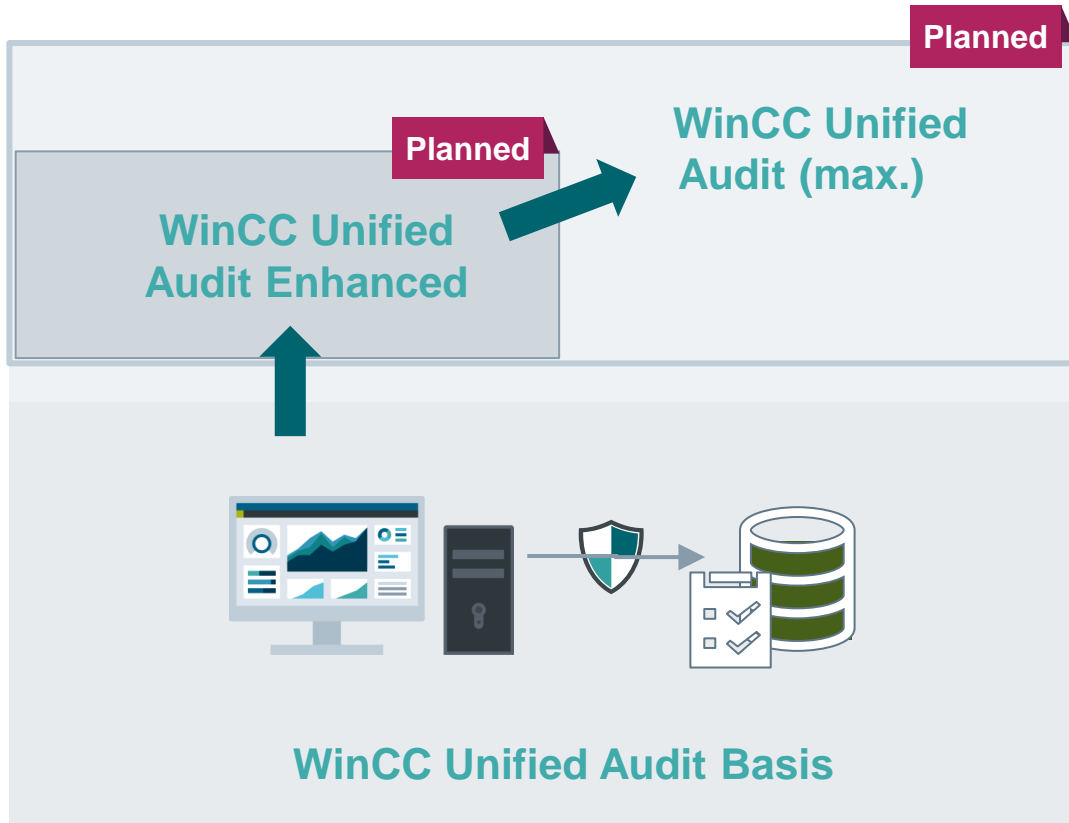 Planned
WinCC Unified
Audit (max.)
Planned
WinCC Unified
Audit Enhanced
WinCC Unified Audit Basis